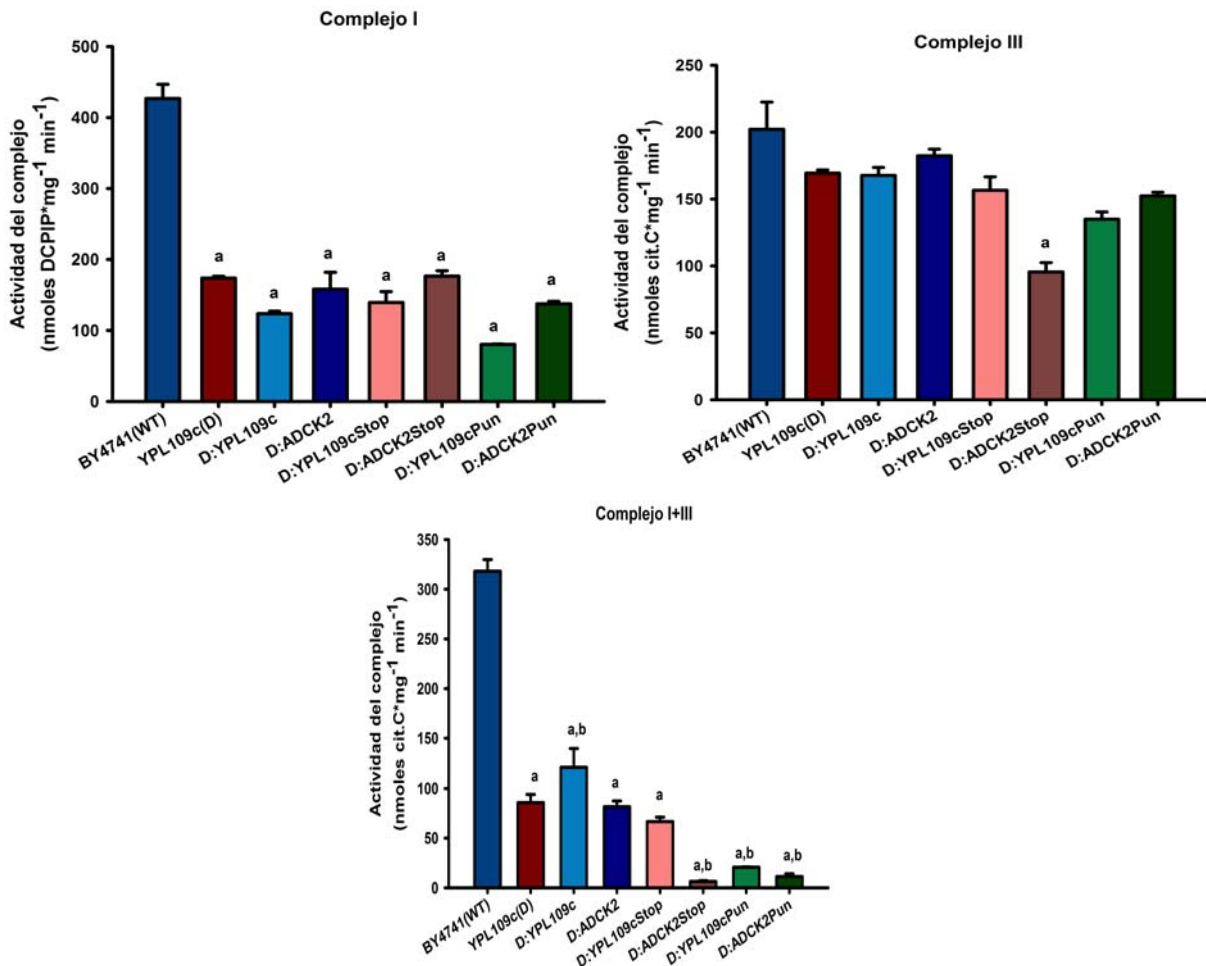 Complejo I
Actividad del complejo
(nmoles DCPIP*mg-1 min-1)
500
400
300
200
100
0
a
a
a
a
a
a
a
BY4741(WT)
YPL109c(D)
D:YPL109c
D:ADCK2
D:YPL109cStop
D:ADCK2Stop
D:YPL109cPun
D:ADCK2Pun
Complejo III
Actividad del complejo
(nmoles cit.C*mg-1 min-1)
250
200
150
100
50
0
a
BY4741(WT)
YPL109c(D)
D:YPL109c
D:ADCK2
D:YPL109cStop
D:ADCK2Stop
D:YPL109cPun
D:ADCK2Pun
Complejo I+III
Actividad del complejo
(nmoles cit.C*mg-1 min-1)
350
300
250
200
150
100
50
0
a
a,b
a
a
a,b
a,b
a,b
BY4741(WT)
YPL109c(D)
D:YPL109c
D:ADCK2
D:YPL109cStop
D:ADCK2Stop
D:YPL109cPun
D:ADCK2Pun